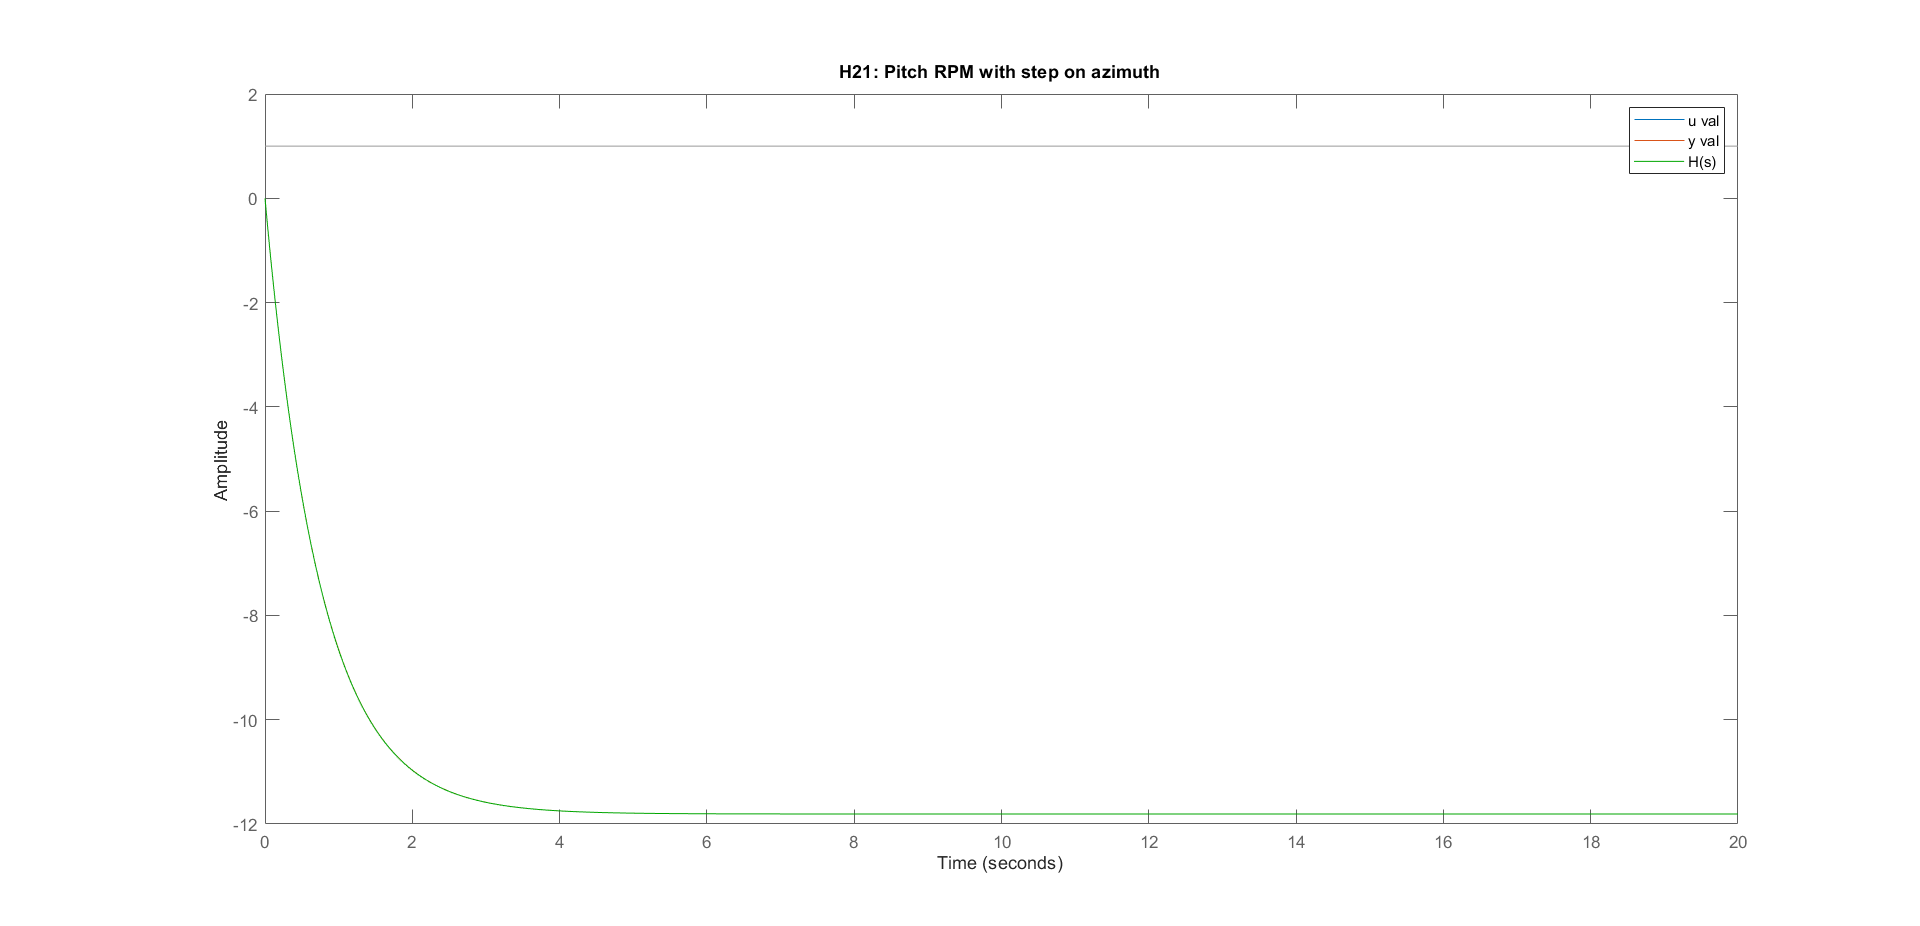 H21: Pitch RPM with step on azimuth
2
0
-2
-4
-6
-8
-10
-12
Amplitude
u val
y val
H(s)
0 2 4 6 8 10 12 14 16 18 20
Time (seconds)